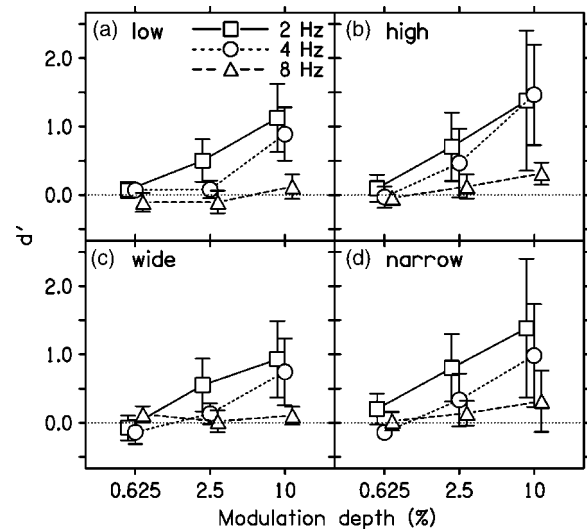 (a) low
2 Hz
4 Hz
8 Hz
(b) high
2.0
1.0
0.0
d′
(c) wide
(d) narrow
2.0
1.0
0.0
0.625 2.5 10 0.625 2.5 10
Modulation depth (%)